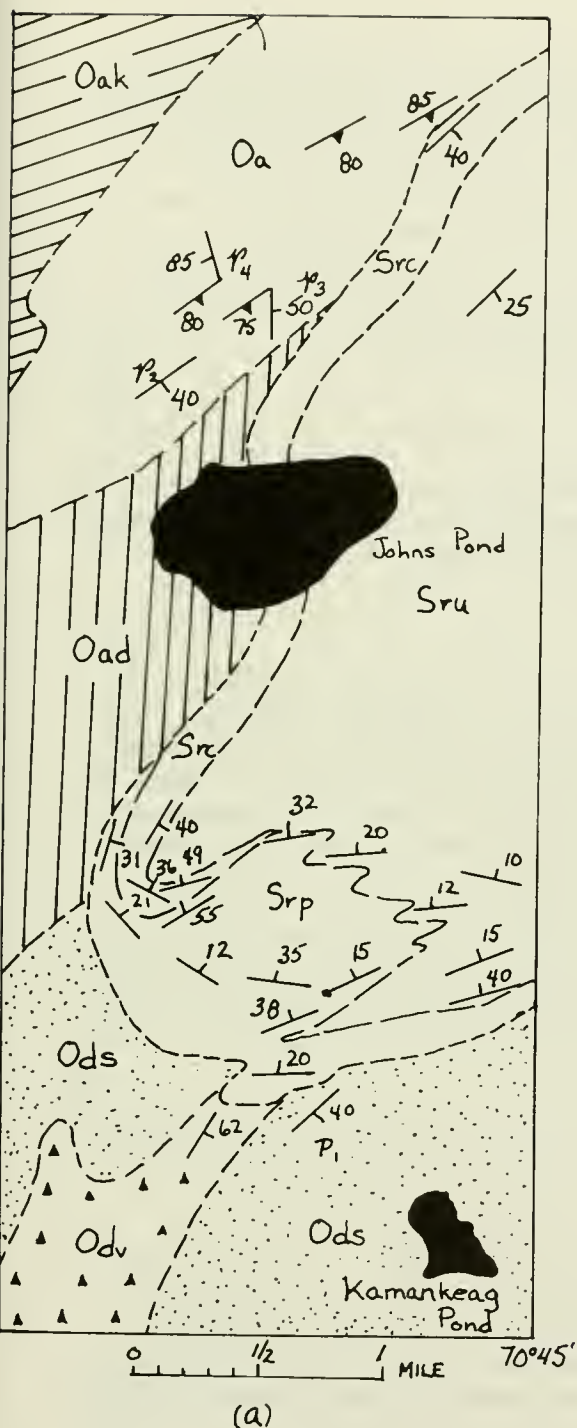 Oak
Oa
85
40
80
Src
85 p4
p3
80
75
50
25
p2
40
Johns Pond
Sru
Oad
Src
40
32
20
31
36
49
10
21
55
Srp
12
12
35
15
15
40
38
Ods
20
62
40
p1
Odv
Ods
Kamankeag
Pond
0 1/2 1 MILE 70°45'
(a)